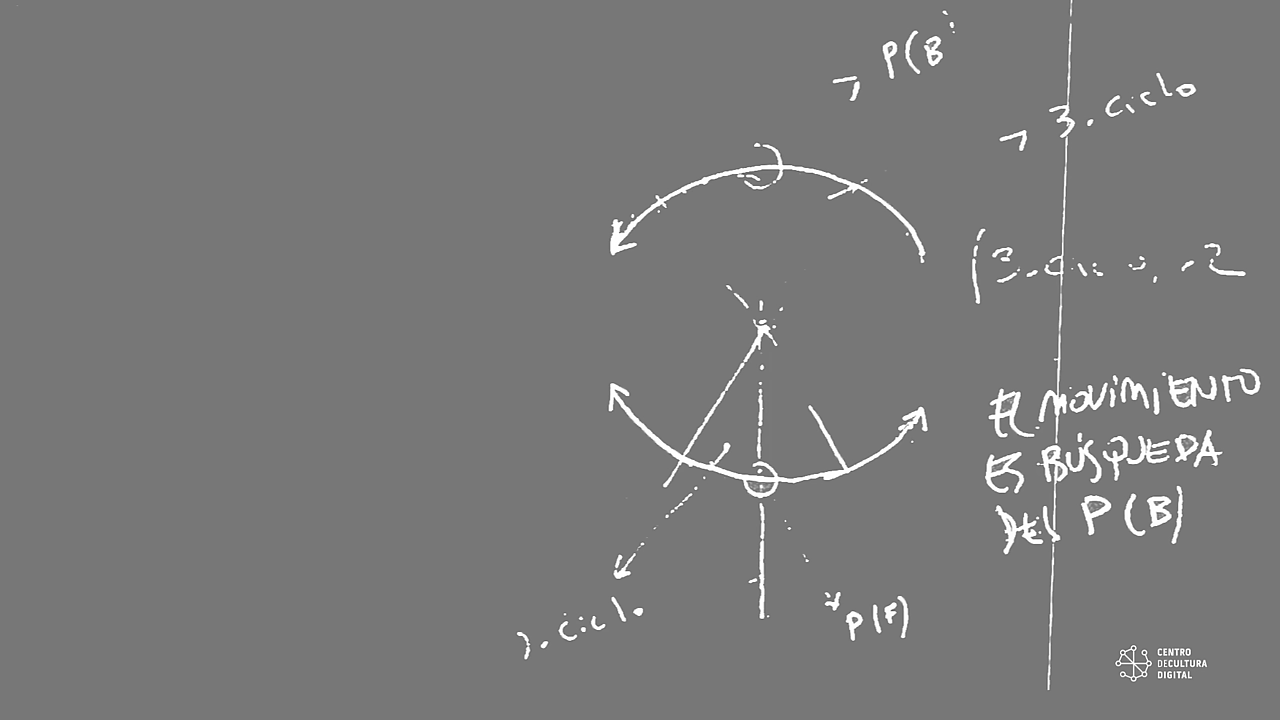 P(B
3. ciclo
EL MOVIMIENTO
ES BÚSQUEDA
DEL P(B)
. ciclo
P(F)
CENTRO
DECULTURA
DIGITAL